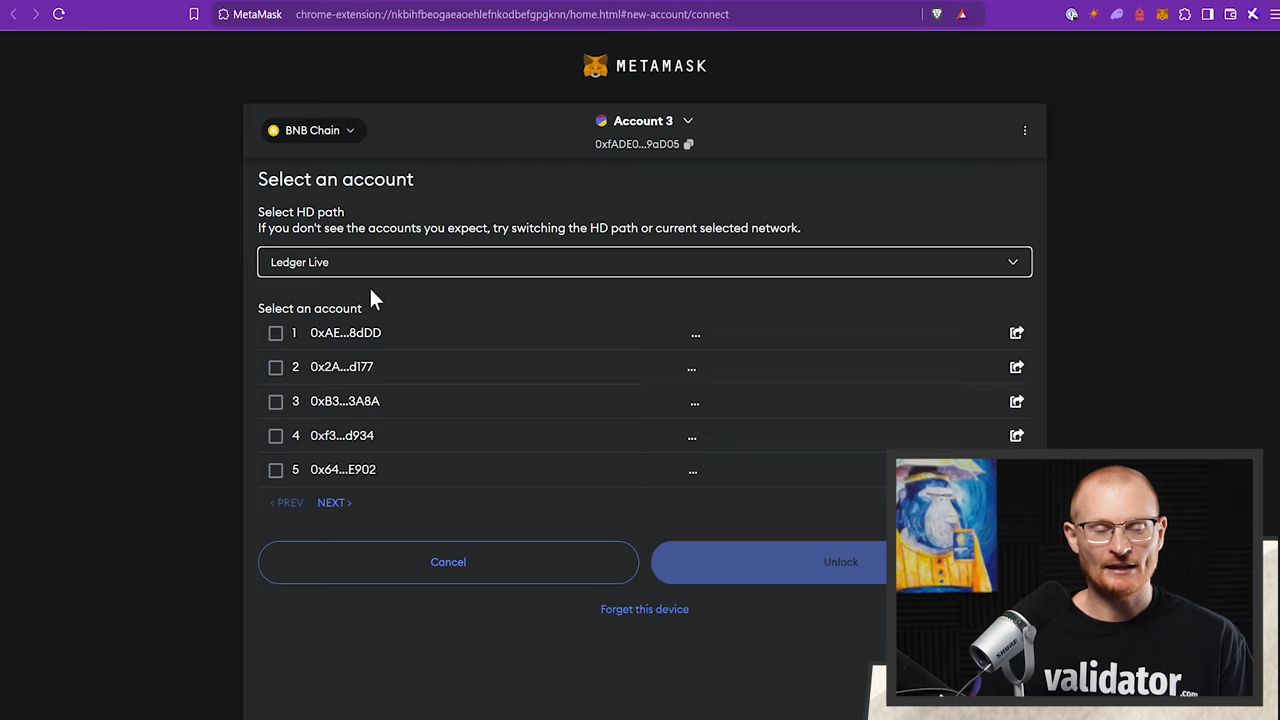 MetaMask chrome-extension://nkbihfbeogaeaoehlefnkodbefgpgknn/home.html#new-account/connect
METAMASK
BNB Chain
Account 3
0xfADE0...9aD05
Select an account
Select HD path
If you don't see the accounts you expect, try switching the HD path or current selected network.
Ledger Live
Select an account
1 0xAE...8dDD ...
2 0x2A...d177 ...
3 0xB3...3A8A ...
4 0xf3...d934 ...
5 0x64...E902 ...
< PREV NEXT >
Cancel
Unlock
Forget this device
SHURE
validator.com